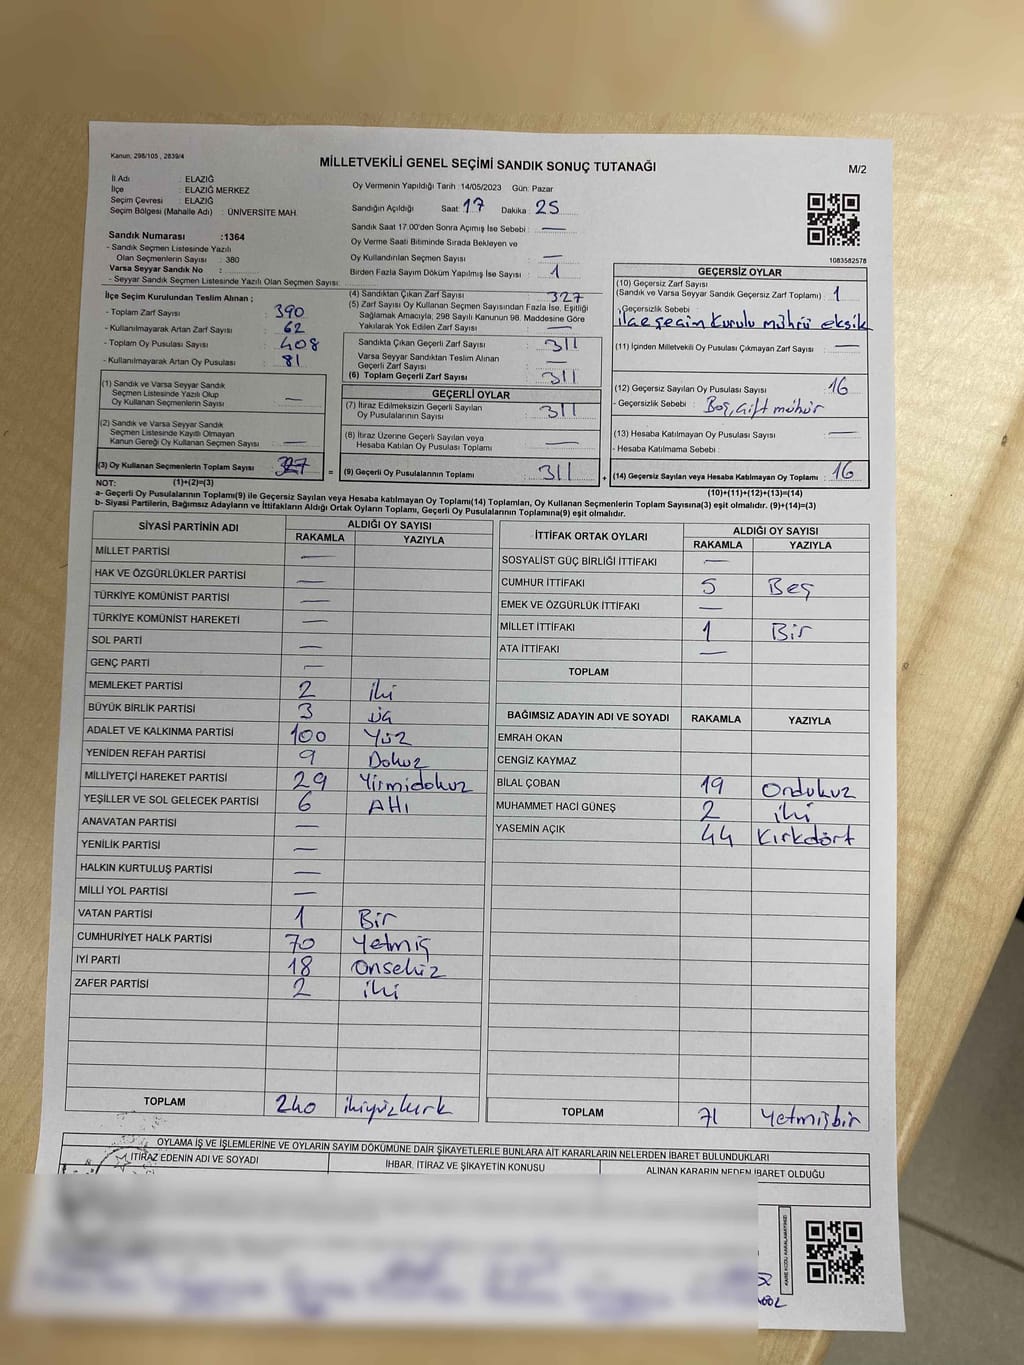 Kanun; 298/105 , 2839/4
MİLLETVEKİLİ GENEL SEÇİMİ SANDIK SONUÇ TUTANAĞI
M/2
İl Adı : ELAZIĞ
İlçe : ELAZIĞ MERKEZ
Seçim Çevresi : ELAZIĞ
Seçim Bölgesi (Mahalle Adı) : ÜNİVERSİTE MAH.
Oy Vermenin Yapıldığı Tarih : 14/05/2023 Gün: Pazar
Sandığın Açıldığı Saat: 17 Dakika : 25
Sandık Saat 17.00'den Sonra Açımış İse Sebebi : —
Oy Verme Saati Bitiminde Sırada Bekleyen ve
Oy Kullandırılan Seçmen Sayısı : —
Birden Fazla Sayım Döküm Yapılmış İse Sayısı : 1
1083582578
Sandık Numarası :1364
- Sandık Seçmen Listesinde Yazılı
Olan Seçmenlerin Sayısı : 380
Varsa Seyyar Sandık No :
- Seyyar Sandık Seçmen Listesinde Yazılı Olan Seçmen Sayısı:
İlçe Seçim Kurulundan Teslim Alınan ;
- Toplam Zarf Sayısı : 390
- Kullanılmayarak Artan Zarf Sayısı : 62
- Toplam Oy Pusulası Sayısı : 408
- Kullanılmayarak Artan Oy Pusulası : 81
(1) Sandık ve Varsa Seyyar Sandık
Seçmen Listesinde Yazılı Olup
Oy Kullanan Seçmenlerin Sayısı : —
(2) Sandık ve Varsa Seyyar Sandık
Seçmen Listesinde Kayıtlı Olmayan
Kanun Gereği Oy Kullanan Seçmen Sayısı : —
(3) Oy Kullanan Seçmenlerin Toplam Sayısı 327
(4) Sandıktan Çıkan Zarf Sayısı : 327
(5) Zarf Sayısı Oy Kullanan Seçmen Sayısından Fazla İse, Eşitliği
Sağlamak Amacıyla, 298 Sayılı Kanunun 98. Maddesine Göre
Yakılarak Yok Edilen Zarf Sayısı : —
Sandıkta Çıkan Geçerli Zarf Sayısı : 311
Varsa Seyyar Sandıktan Teslim Alınan
Geçerli Zarf Sayısı : —
(6) Toplam Geçerli Zarf Sayısı : 311
GEÇERLİ OYLAR
(7) İtiraz Edilmeksizin Geçerli Sayılan
Oy Pusulalarının Sayısı : 311
(8) İtiraz Üzerine Geçerli Sayılan veya
Hesaba Katılan Oy Pusulası Toplamı : —
= (9) Geçerli Oy Pusulalarının Toplamı : 311
GEÇERSİZ OYLAR
(10) Geçersiz Zarf Sayısı
(Sandık ve Varsa Seyyar Sandık Geçersiz Zarf Toplamı) : 1
- Geçersizlik Sebebi :
ilçe seçim Kurulu mührü eksik
(11) İçinden Milletvekili Oy Pusulası Çıkmayan Zarf Sayısı : —
(12) Geçersiz Sayılan Oy Pusulası Sayısı : 16
- Geçersizlik Sebebi : Boş, çift mühür
(13) Hesaba Katılmayan Oy Pusulası Sayısı : —
- Hesaba Katılmama Sebebi :
+ (14) Geçersiz Sayılan veya Hesaba Katılmayan Oy Toplamı : 16
NOT: (1)+(2)=(3)
(10)+(11)+(12)+(13)=(14)
a- Geçerli Oy Pusulalarının Toplamı(9) ile Geçersiz Sayılan veya Hesaba katılmayan Oy Toplamı(14) Toplamları, Oy Kullanan Seçmenlerin Toplam Sayısına(3) eşit olmalıdır. (9)+(14)=(3)
b- Siyasi Partilerin, Bağımsız Adayların ve İttifakların Aldığı Ortak Oyların Toplamı, Geçerli Oy Pusulalarının Toplamına(9) eşit olmalıdır.
SİYASİ PARTİNİN ADI ALDIĞI OY SAYISI
RAKAMLA YAZIYLA
MİLLET PARTİSİ —
HAK VE ÖZGÜRLÜKLER PARTİSİ —
TÜRKİYE KOMÜNİST PARTİSİ —
TÜRKİYE KOMÜNİST HAREKETİ —
SOL PARTİ —
GENÇ PARTİ —
MEMLEKET PARTİSİ 2 iki
BÜYÜK BİRLİK PARTİSİ 3 üç
ADALET VE KALKINMA PARTİSİ 100 Yüz
YENİDEN REFAH PARTİSİ 9 Dokuz
MİLLİYETÇİ HAREKET PARTİSİ 29 Yirmidokuz
YEŞİLLER VE SOL GELECEK PARTİSİ 6 Altı
ANAVATAN PARTİSİ —
YENİLİK PARTİSİ —
HALKIN KURTULUŞ PARTİSİ —
MİLLİ YOL PARTİSİ —
VATAN PARTİSİ 1 Bir
CUMHURİYET HALK PARTİSİ 70 Yetmiş
İYİ PARTİ 18 Onsekiz
ZAFER PARTİSİ 2 iki
TOPLAM 240 ikiyüzkırk
İTTİFAK ORTAK OYLARI ALDIĞI OY SAYISI
RAKAMLA YAZIYLA
SOSYALİST GÜÇ BİRLİĞİ İTTİFAKI —
CUMHUR İTTİFAKI 5 Beş
EMEK VE ÖZGÜRLÜK İTTİFAKI —
MİLLET İTTİFAKI 1 Bir
ATA İTTİFAKI —
TOPLAM
BAĞIMSIZ ADAYIN ADI VE SOYADI RAKAMLA YAZIYLA
EMRAH OKAN
CENGİZ KAYMAZ
BİLAL ÇOBAN 19 Ondokuz
MUHAMMET HACİ GÜNEŞ 2 iki
YASEMİN AÇIK 44 Kırkdört
TOPLAM 71 Yetmişbir
OYLAMA İŞ VE İŞLEMLERİNE VE OYLARIN SAYIM DÖKÜMÜNE DAİR ŞİKAYETLERLE BUNLARA AİT KARARLARIN NELERDEN İBARET BULUNDUKLARI
İTİRAZ EDENİN ADI VE SOYADI İHBAR, İTİRAZ VE ŞİKAYETİN KONUSU ALINAN KARARIN NEDEN İBARET OLDUĞU
KARE KODU KARALAMAYINIZ!